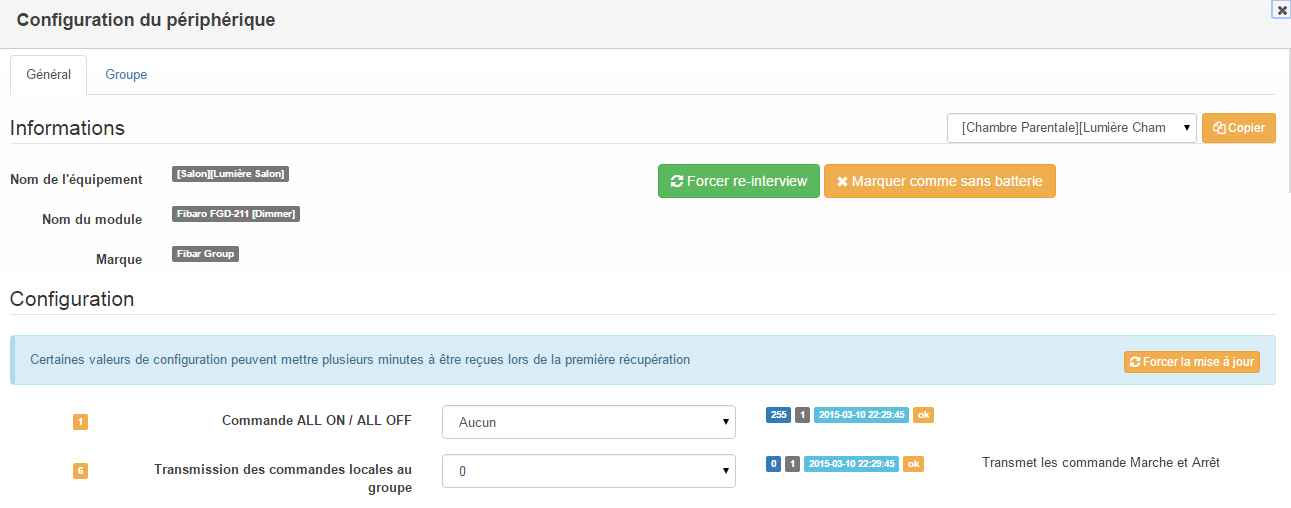 Configuration du périphérique
Général
Groupe
Informations
[Chambre Parentale][Lumière Cham
Copier
Nom de l'équipement
[Salon][Lumière Salon]
Forcer re-interview
Marquer comme sans batterie
Nom du module
Fibaro FGD-211 [Dimmer]
Marque
Fibar Group
Configuration
Certaines valeurs de configuration peuvent mettre plusieurs minutes à être reçues lors de la première récupération
Forcer la mise à jour
1
Commande ALL ON / ALL OFF
Aucun
255 1 2015-03-10 22:29:45 ok
6
Transmission des commandes locales au
groupe
0
0 1 2015-03-10 22:29:45 ok
Transmet les commande Marche et Arrêt